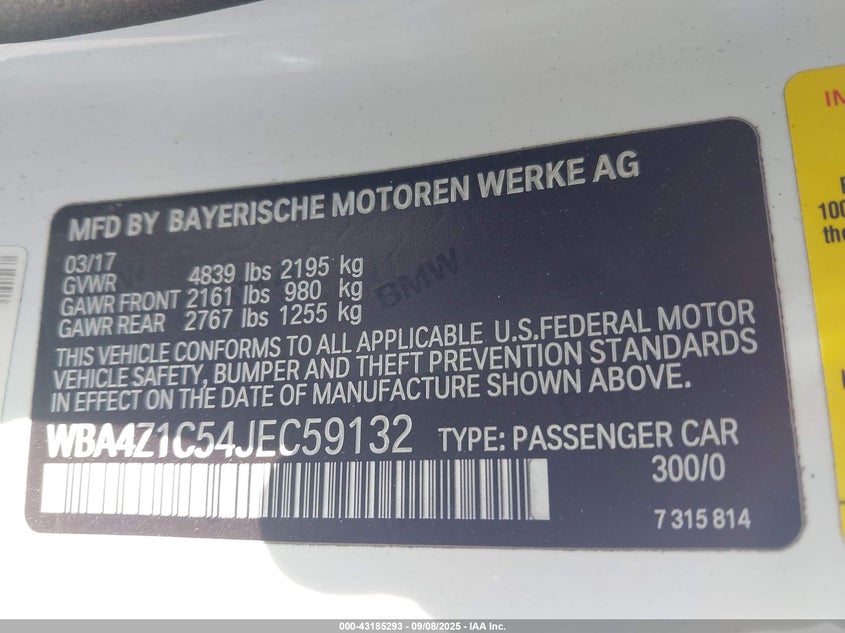 MFD BY BAYERISCHE MOTOREN WERKE AG
03/17
GVWR 4839 lbs 2195 kg
GAWR FRONT 2161 lbs 980 kg
GAWR REAR 2767 lbs 1255 kg
THIS VEHICLE CONFORMS TO ALL APPLICABLE U.S.FEDERAL MOTOR
VEHICLE SAFETY, BUMPER AND THEFT PREVENTION STANDARDS
IN EFFECT ON THE DATE OF MANUFACTURE SHOWN ABOVE.
WBA4Z1C54JEC59132 TYPE: PASSENGER CAR
300/0
7 315 814
BMW
100
the
000-43185293 - 09/08/2025 - IAA Inc.